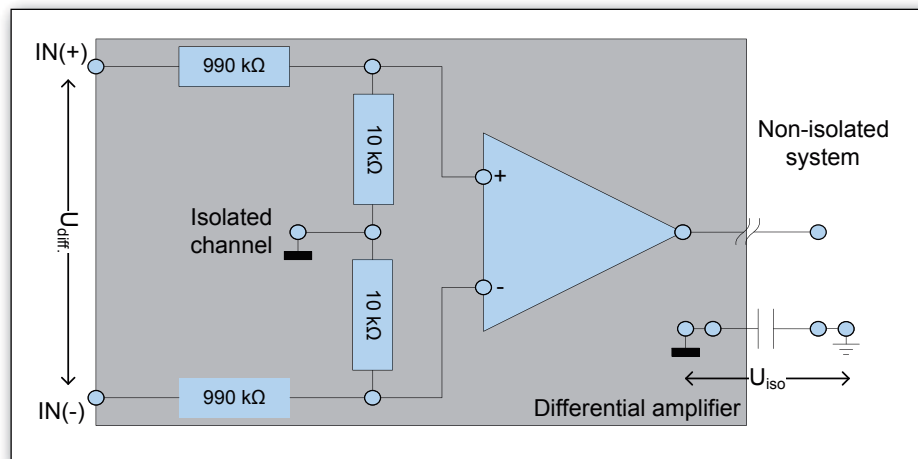 IN(+)
990 kΩ
10 kΩ
Non-isolated
system
+
Isolated
channel
Udiff.
10 kΩ
-
Uiso
990 kΩ
IN(-)
Differential amplifier